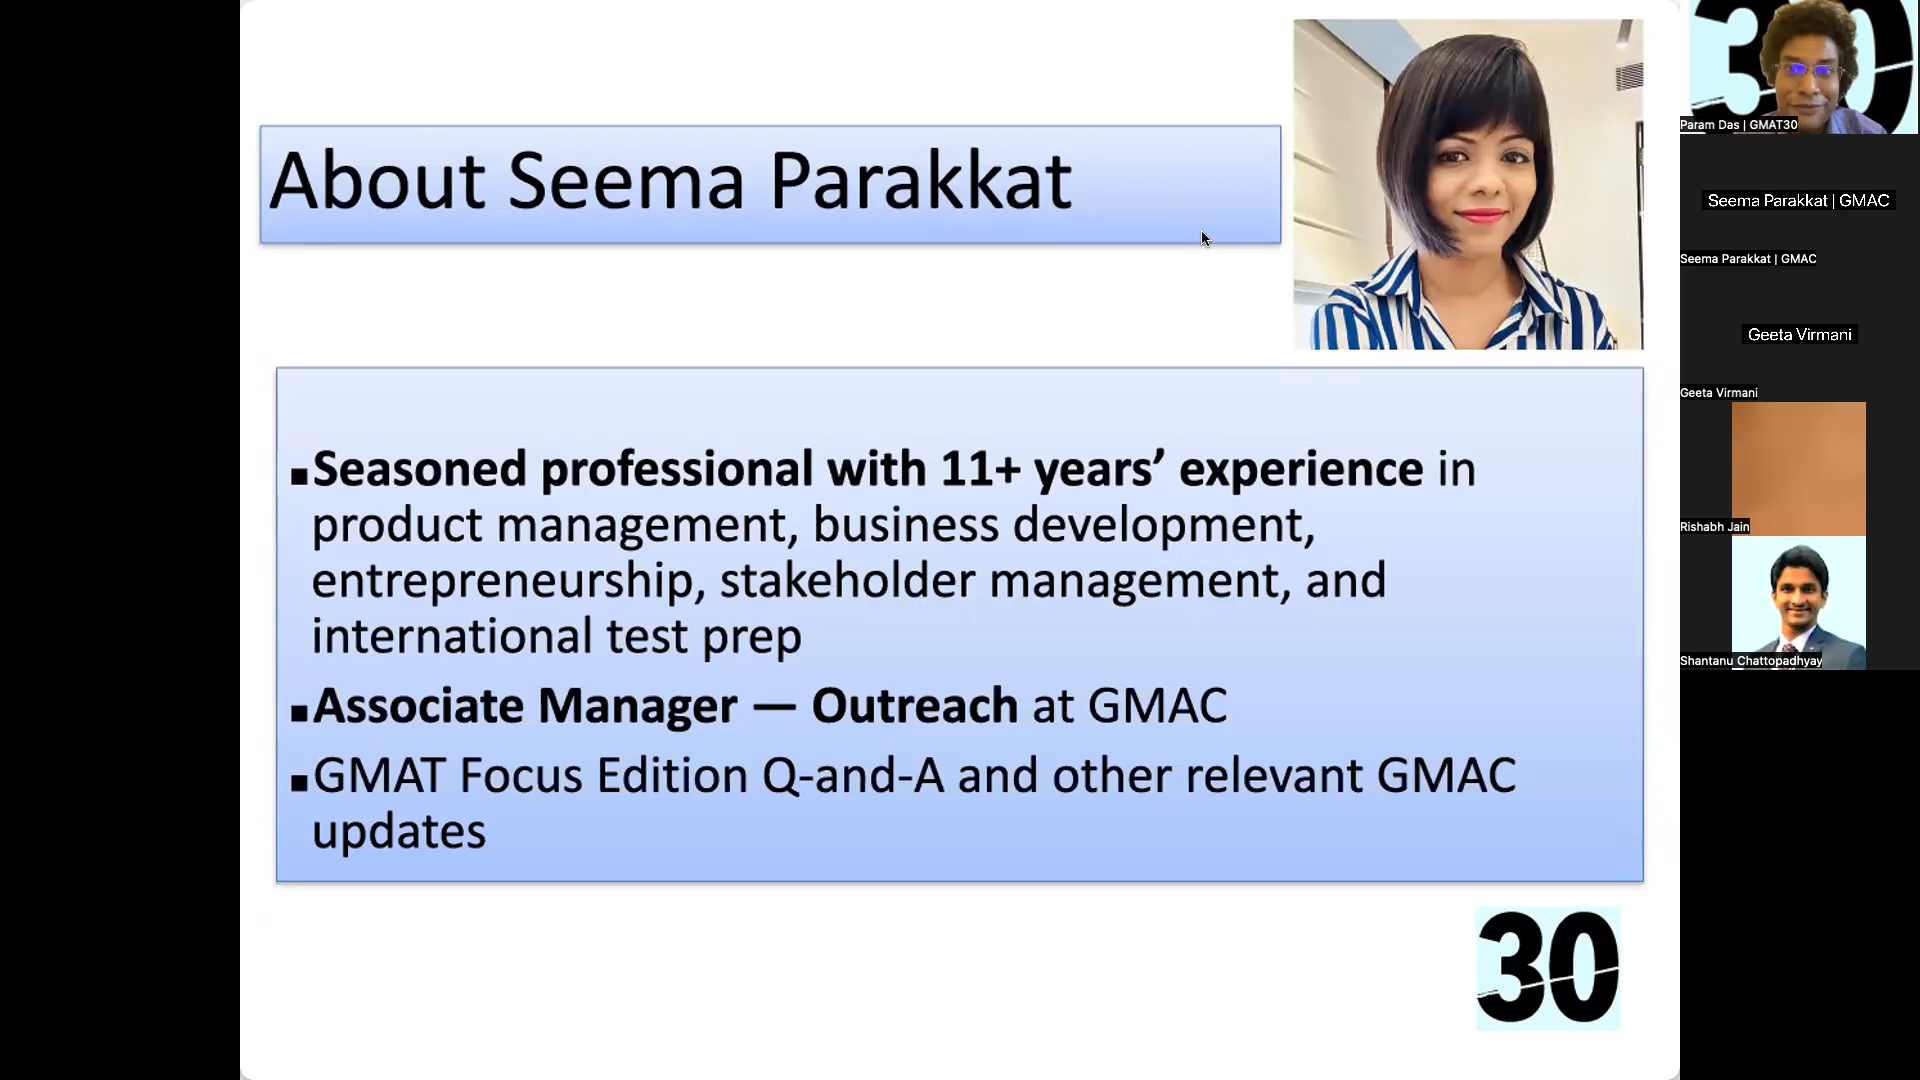 About Seema Parakkat
▪Seasoned professional with 11+ years’ experience in
product management, business development,
entrepreneurship, stakeholder management, and
international test prep
▪Associate Manager — Outreach at GMAC
▪GMAT Focus Edition Q-and-A and other relevant GMAC
updates
30
30
Param Das | GMAT30
Seema Parakkat | GMAC
Seema Parakkat | GMAC
Geeta Virmani
Geeta Virmani
Rishabh Jain
Shantanu Chattopadhyay